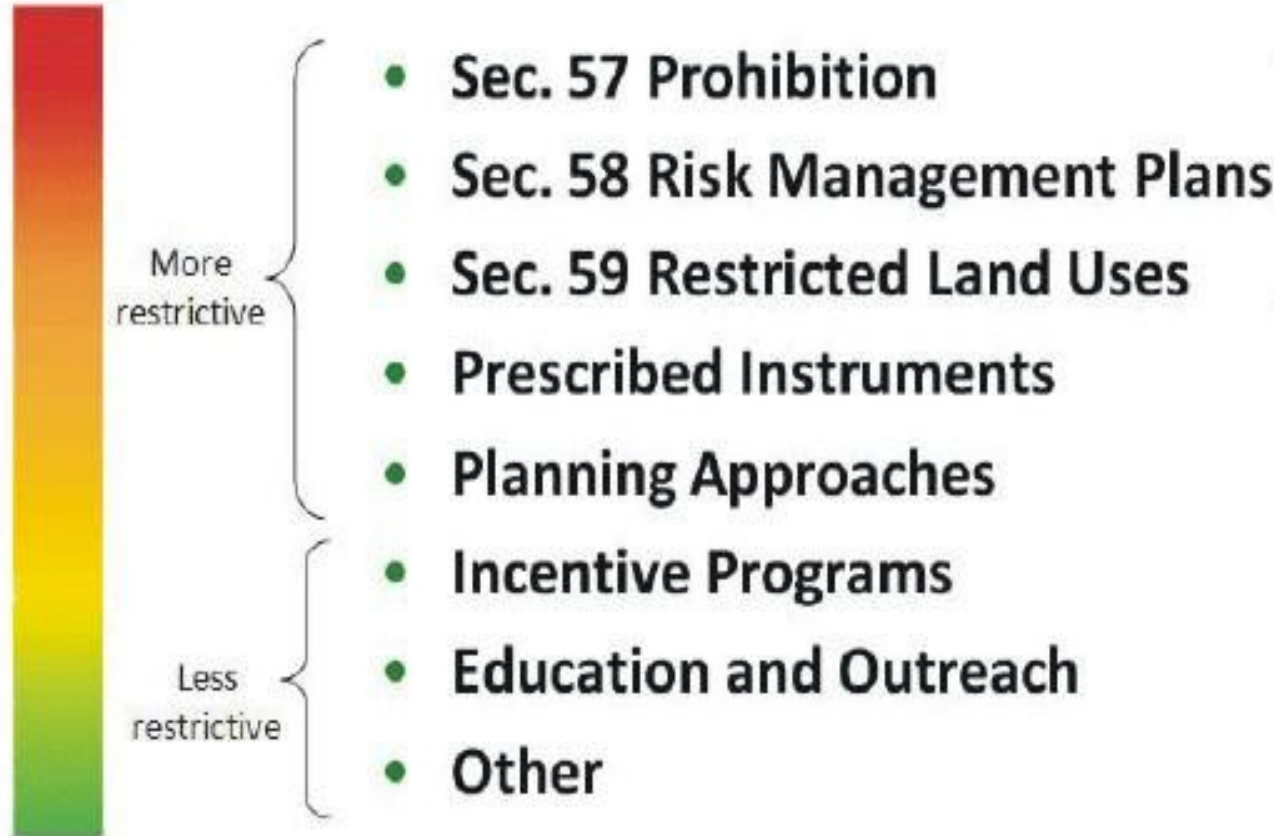 • Sec. 57 Prohibition
• Sec. 58 Risk Management Plans
More
restrictive
• Sec. 59 Restricted Land Uses
• Prescribed Instruments
• Planning Approaches
• Incentive Programs
Less
restrictive
• Education and Outreach
• Other